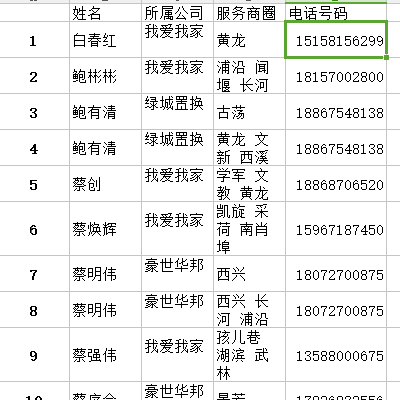 姓名 所属公司 服务商圈 电话号码
1 白春红 我爱我家 黄龙 15158156299
2 鲍彬彬 我爱我家 浦沿 闻
堰 长河 18157002800
3 鲍有清 绿城置换 古荡 18867548138
4 鲍有清 绿城置换 黄龙 文
新 西溪 18867548138
5 蔡创 我爱我家 学军 文
教 黄龙 18868706520
6 蔡焕辉 我爱我家 凯旋 采
荷 南肖
埠 15967187450
7 蔡明伟 豪世华邦 西兴 18072700875
8 蔡明伟 豪世华邦 西兴 长
河 浦沿 18072700875
9 蔡强伟 我爱我家 孩儿巷
湖滨 武
林 13588000675
豪世华邦